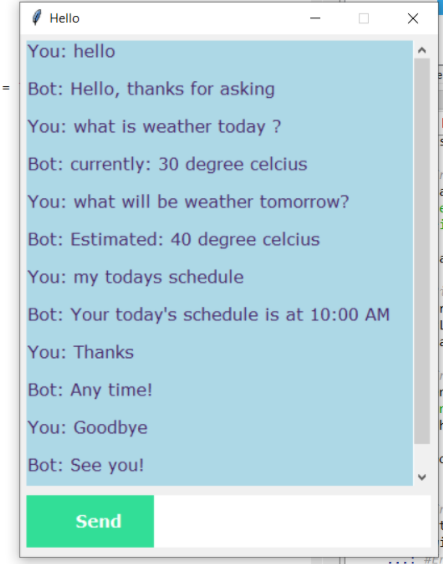 Hello
You: hello
Bot: Hello, thanks for asking
You: what is weather today ?
Bot: currently: 30 degree celcius
You: what will be weather tomorrow?
Bot: Estimated: 40 degree celcius
You: my todays schedule
Bot: Your today's schedule is at 10:00 AM
You: Thanks
Bot: Any time!
You: Goodbye
Bot: See you!
Send